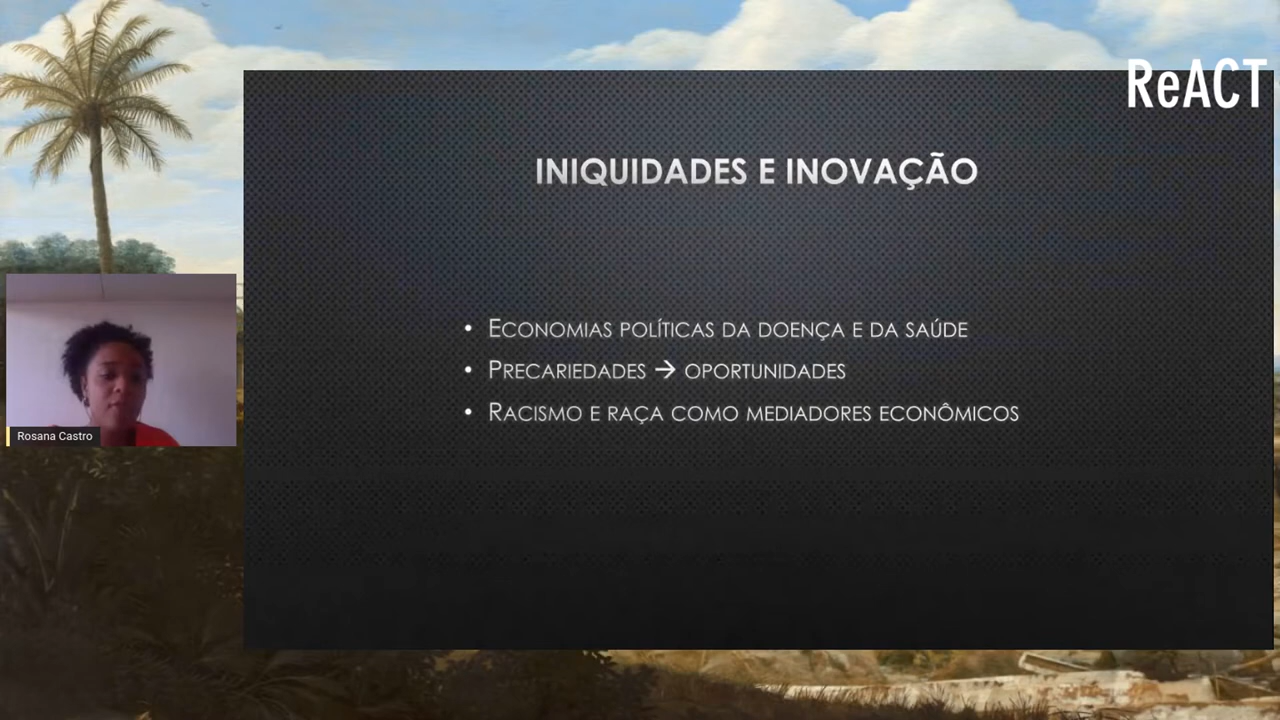 ReACT
INIQUIDADES E INOVAÇÃO
• ECONOMIAS POLÍTICAS DA DOENÇA E DA SAÚDE
• PRECARIEDADES → OPORTUNIDADES
• RACISMO E RAÇA COMO MEDIADORES ECONÔMICOS
Rosana Castro